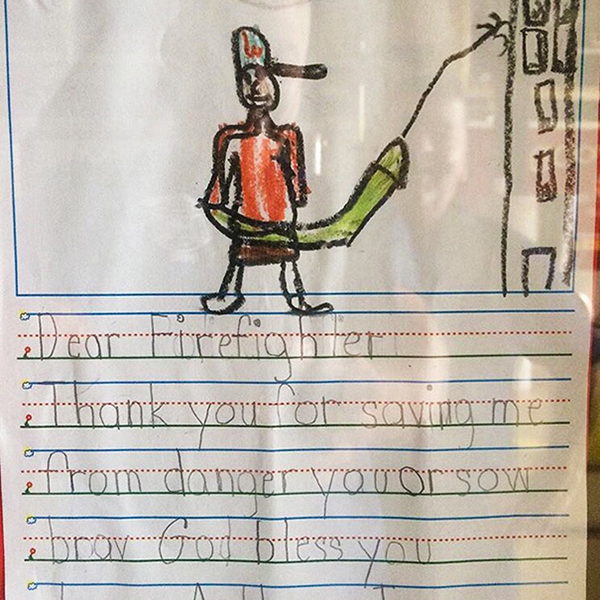 Dear Firefighter
Thank you for saving me
from danger you or sow
brav God bless you